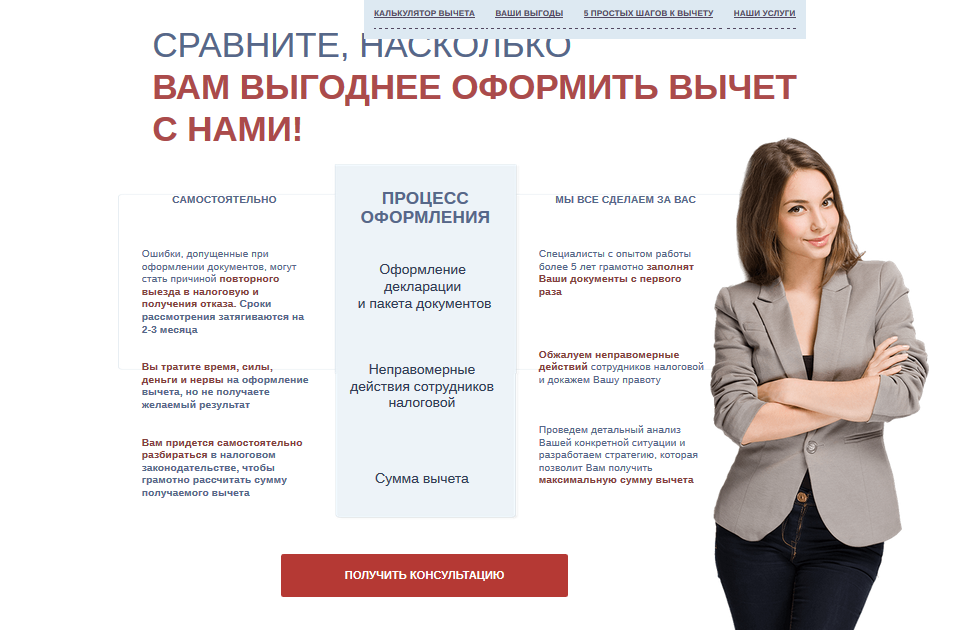 КАЛЬКУЛЯТОР ВЫЧЕТА ВАШИ ВЫГОДЫ 5 ПРОСТЫХ ШАГОВ К ВЫЧЕТУ НАШИ УСЛУГИ
СРАВНИТЕ, НАСКОЛЬКО
ВАМ ВЫГОДНЕЕ ОФОРМИТЬ ВЫЧЕТ
С НАМИ!
САМОСТОЯТЕЛЬНО
Ошибки, допущенные при
оформлении документов, могут
стать причиной повторного
выезда в налоговую и
получения отказа. Сроки
рассмотрения затягиваются на
2-3 месяца
Вы тратите время, силы,
деньги и нервы на оформление
вычета, но не получаете
желаемый результат
Вам придется самостоятельно
разбираться в налоговом
законодательстве, чтобы
грамотно рассчитать сумму
получаемого вычета
ПРОЦЕСС
ОФОРМЛЕНИЯ
Оформление
декларации
и пакета документов
Неправомерные
действия сотрудников
налоговой
Сумма вычета
МЫ ВСЕ СДЕЛАЕМ ЗА ВАС
Специалисты с опытом работы
более 5 лет грамотно заполнят
Ваши документы с первого
раза
Обжалуем неправомерные
действий сотрудников налоговой
и докажем Вашу правоту
Проведем детальный анализ
Вашей конкретной ситуации и
разработаем стратегию, которая
позволит Вам получить
максимальную сумму вычета
ПОЛУЧИТЬ КОНСУЛЬТАЦИЮ